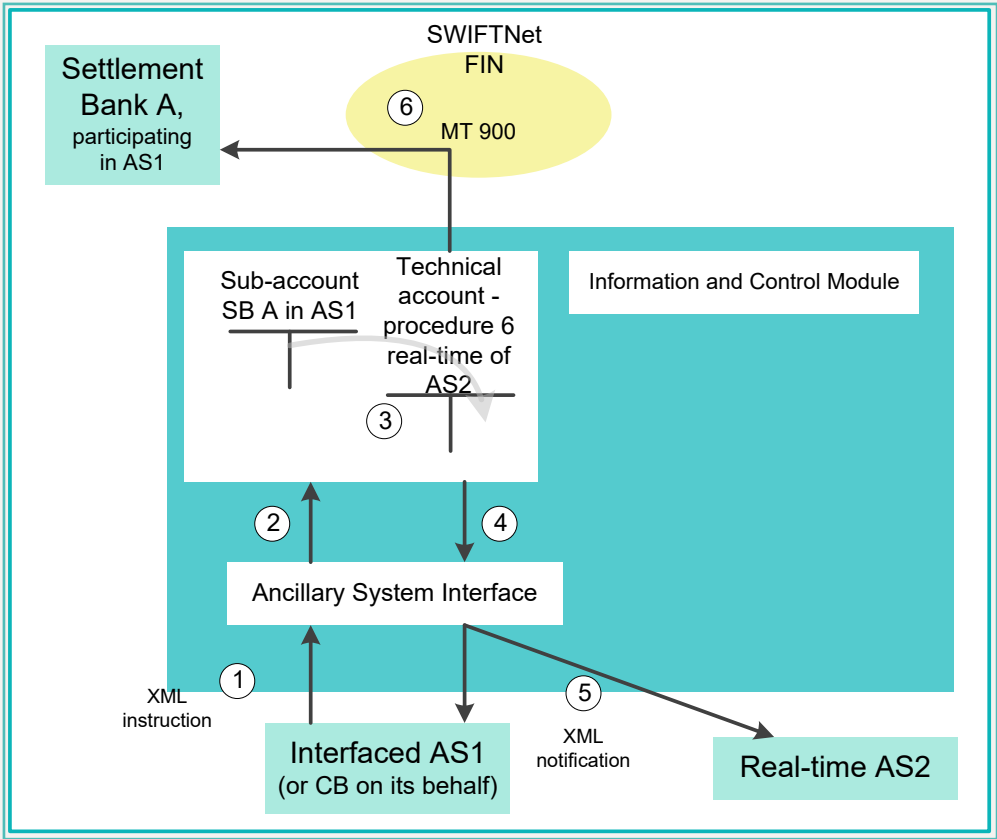 SWIFTNet
FIN
6
MT 900
Settlement
Bank A,
participating
in AS1
Sub-account
SB A in AS1
Technical
account -
procedure 6
real-time of
AS2
3
Information and Control Module
2
4
Ancillary System Interface
1
XML
instruction
5
XML
notification
Interfaced AS1
(or CB on its behalf)
Real-time AS2